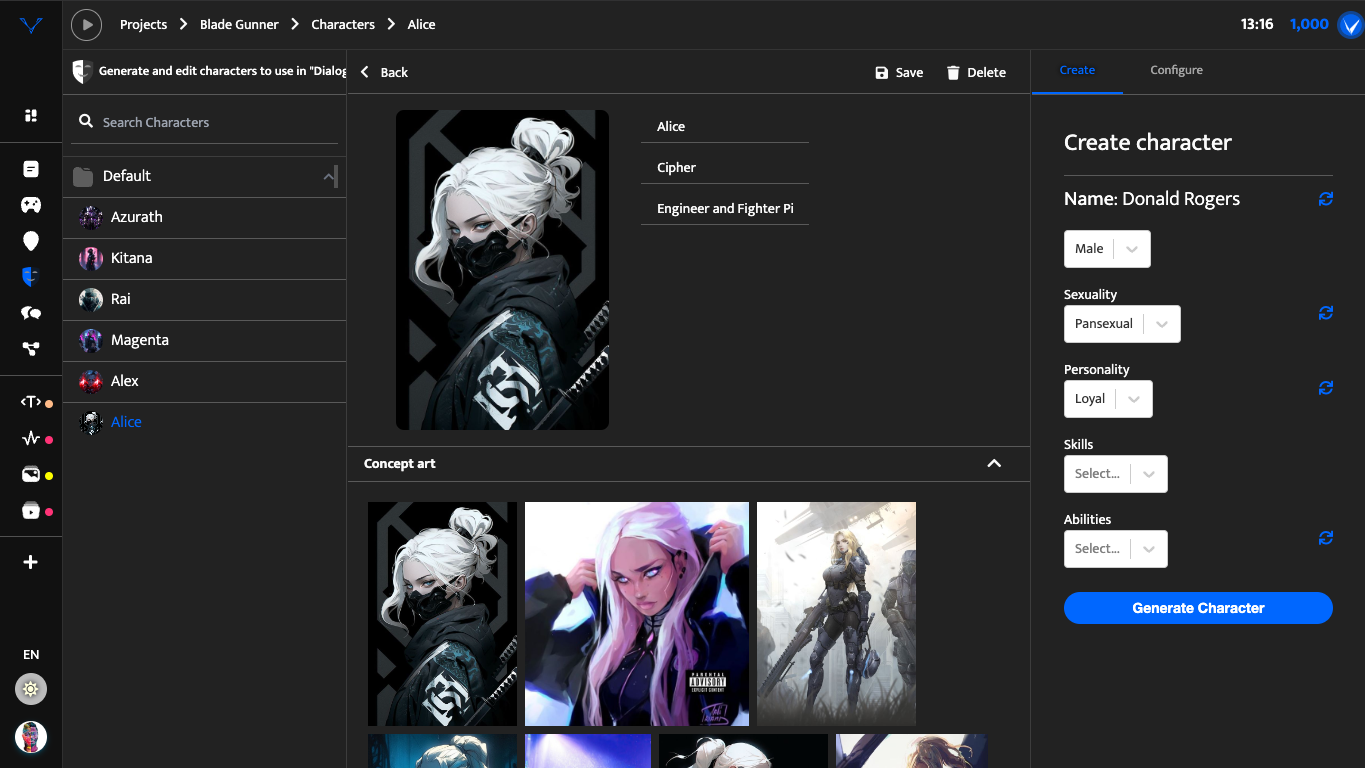 Projects > Blade Gunner > Characters > Alice
13:16 1,000
Generate and edit characters to use in "Dialog
Back
Save Delete
Create Configure
Search Characters
Default
Azurath
Kitana
Rai
Magenta
Alex
Alice
Alice
Cipher
Engineer and Fighter Pi
Concept art
PARENTAL
ADVISORY
EXPLICIT CONTENT
Create character
Name: Donald Rogers
Male
Sexuality
Pansexual
Personality
Loyal
Skills
Select...
Abilities
Select...
Generate Character
<T>
EN